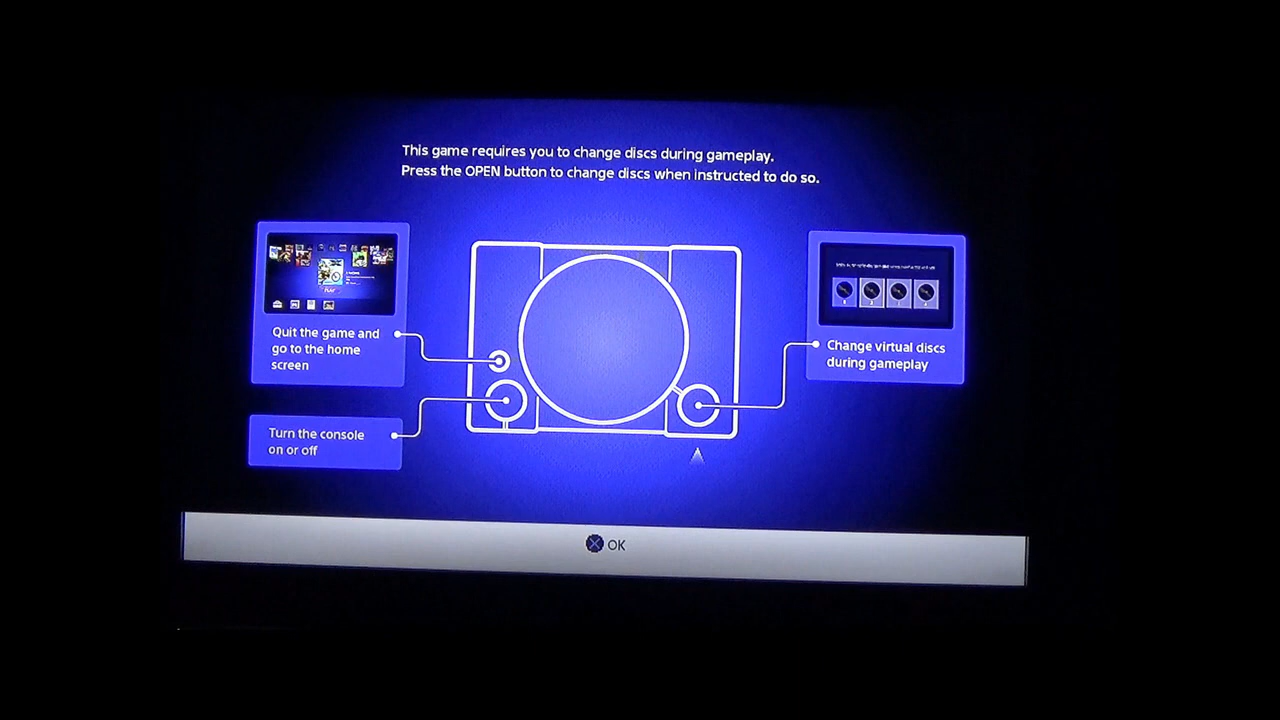 This game requires you to change discs during gameplay.
Press the OPEN button to change discs when instructed to do so.
Quit the game and
go to the home
screen
Change virtual discs
during gameplay
Turn the console
on or off
OK